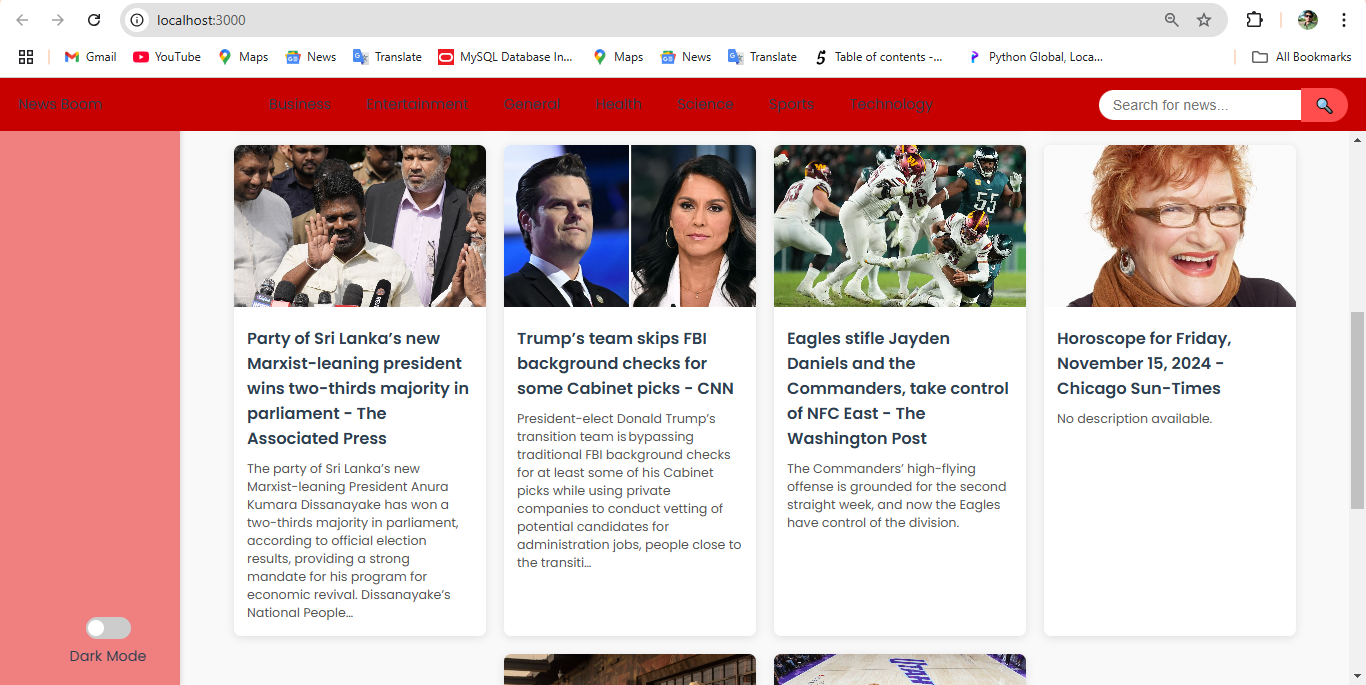 localhost:3000
Gmail YouTube Maps News Translate MySQL Database In... Maps News Translate Table of contents -... Python Global, Loca... All Bookmarks
News Boom Business Entertainment General Health Science Sports Technology Search for news...
Party of Sri Lanka’s new
Marxist-leaning president
wins two-thirds majority in
parliament - The
Associated Press
The party of Sri Lanka’s new
Marxist-leaning President Anura
Kumara Dissanayake has won a
two-thirds majority in parliament,
according to official election
results, providing a strong
mandate for his program for
economic revival. Dissanayake’s
National People…
Trump’s team skips FBI
background checks for
some Cabinet picks - CNN
President-elect Donald Trump’s
transition team is bypassing
traditional FBI background checks
for at least some of his Cabinet
picks while using private
companies to conduct vetting of
potential candidates for
administration jobs, people close to
the transiti…
76
55
Eagles stifle Jayden
Daniels and the
Commanders, take control
of NFC East - The
Washington Post
The Commanders’ high-flying
offense is grounded for the second
straight week, and now the Eagles
have control of the division.
Horoscope for Friday,
November 15, 2024 -
Chicago Sun-Times
No description available.
Dark Mode
UTAH